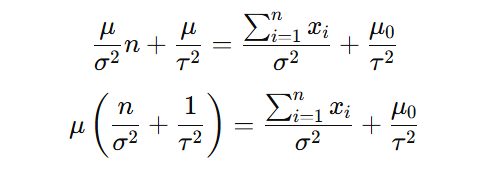 \frac{\mu}{\sigma^2} n + \frac{\mu}{\tau^2} = \frac{\sum_{i=1}^{n} x_i}{\sigma^2} + \frac{\mu_0}{\tau^2}
\mu \left( \frac{n}{\sigma^2} + \frac{1}{\tau^2} \right) = \frac{\sum_{i=1}^{n} x_i}{\sigma^2} + \frac{\mu_0}{\tau^2}